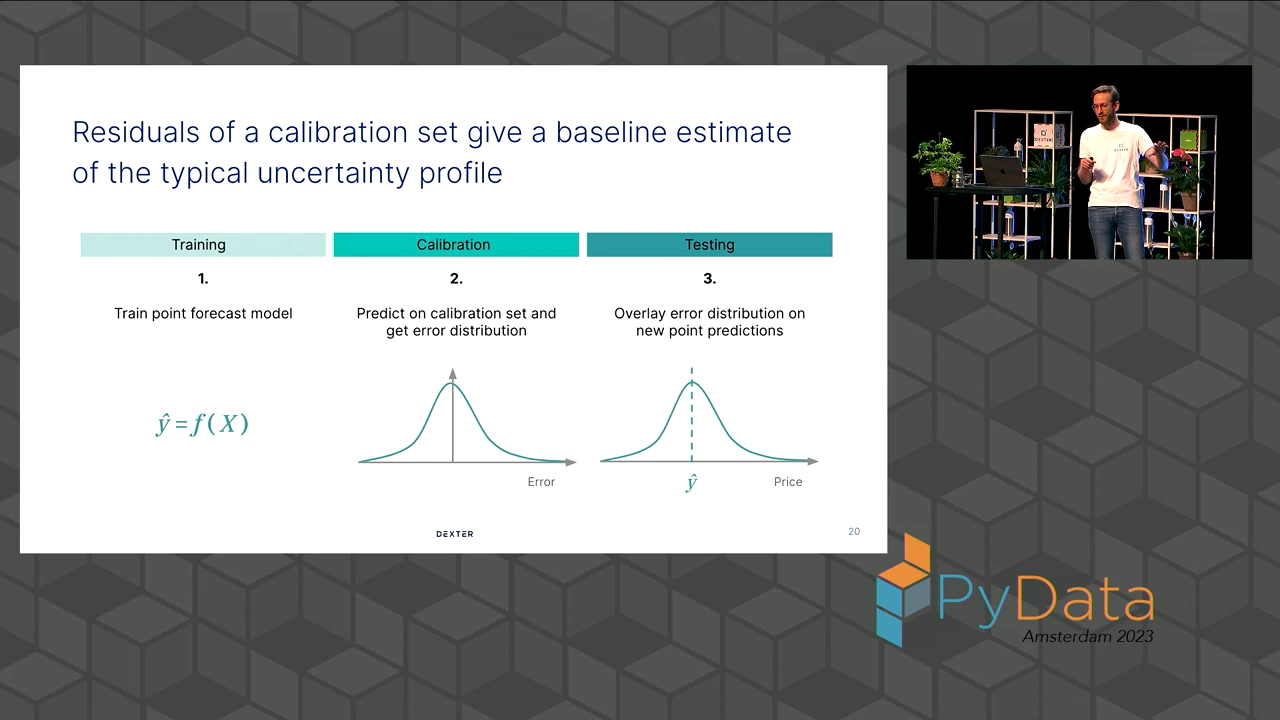 Residuals of a calibration set give a baseline estimate
of the typical uncertainty profile
Training
Calibration
Testing
1.
2.
3.
Train point forecast model
Predict on calibration set and
get error distribution
Overlay error distribution on
new point predictions
ŷ = f(X)
Error
ŷ
Price
DEXTER
20
DEXTER
PyData
Amsterdam 2023